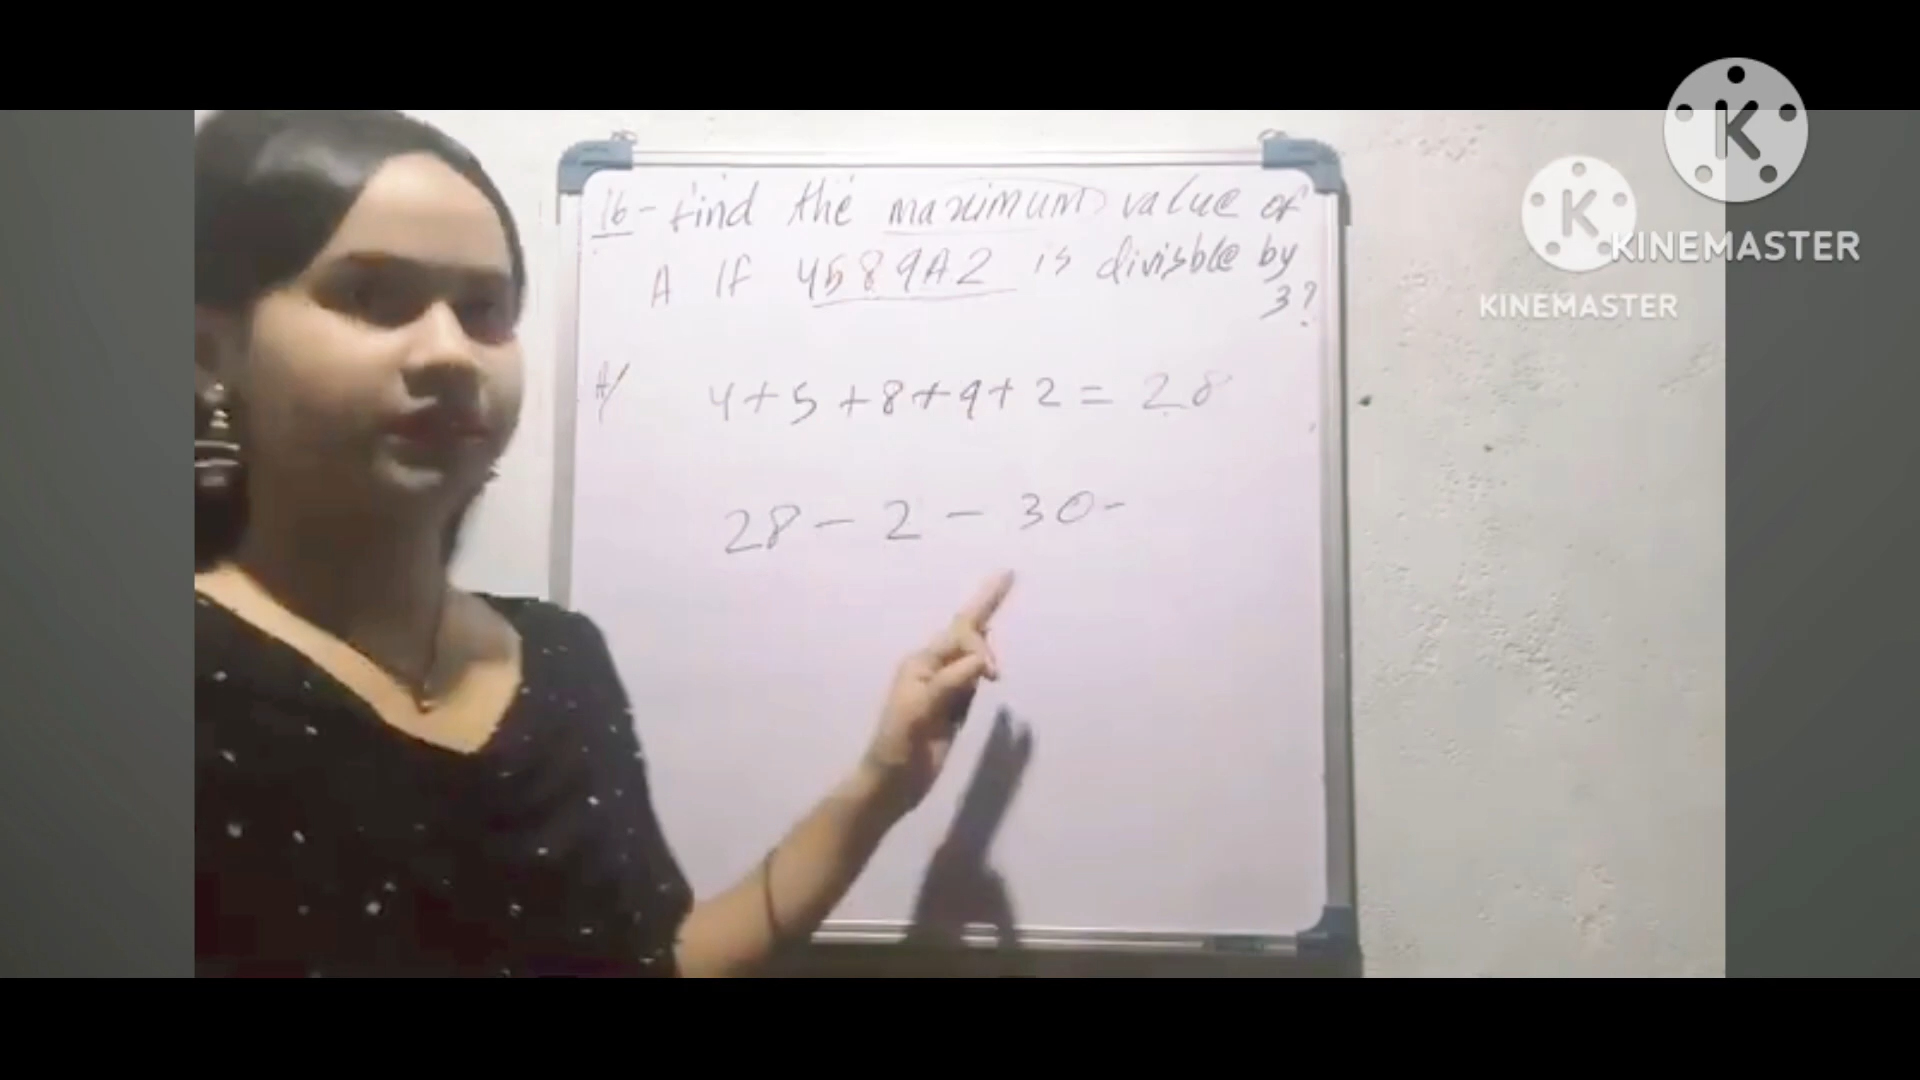 16- find the maximum value of
A If 4589A2 is divisble by
3?
A/ 4+5+8+9+2=28
28-2-30-
K
KINEMASTER
K
KINEMASTER